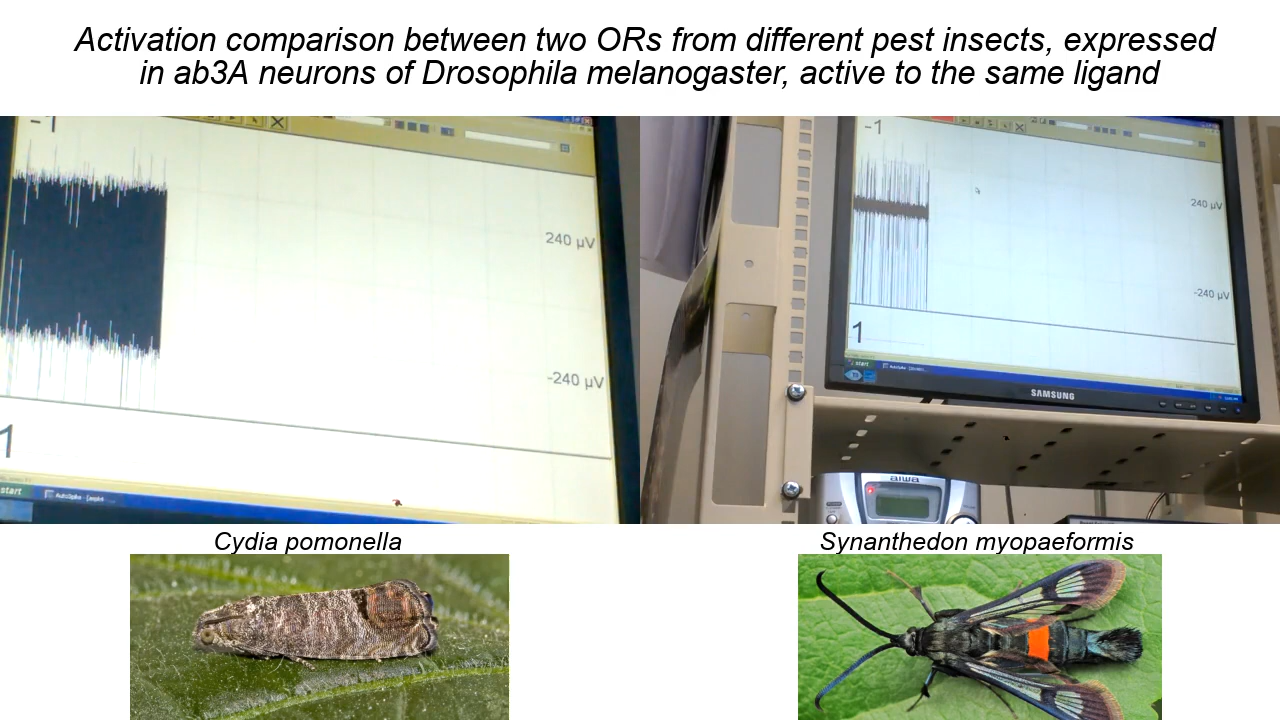 Activation comparison between two ORs from different pest insects, expressed
in ab3A neurons of Drosophila melanogaster, active to the same ligand
-1
240 µV
-240 µV
1
start
-1
240 µV
-240 µV
1
start
SAMSUNG
aiwa
Cydia pomonella
Synanthedon myopaeformis